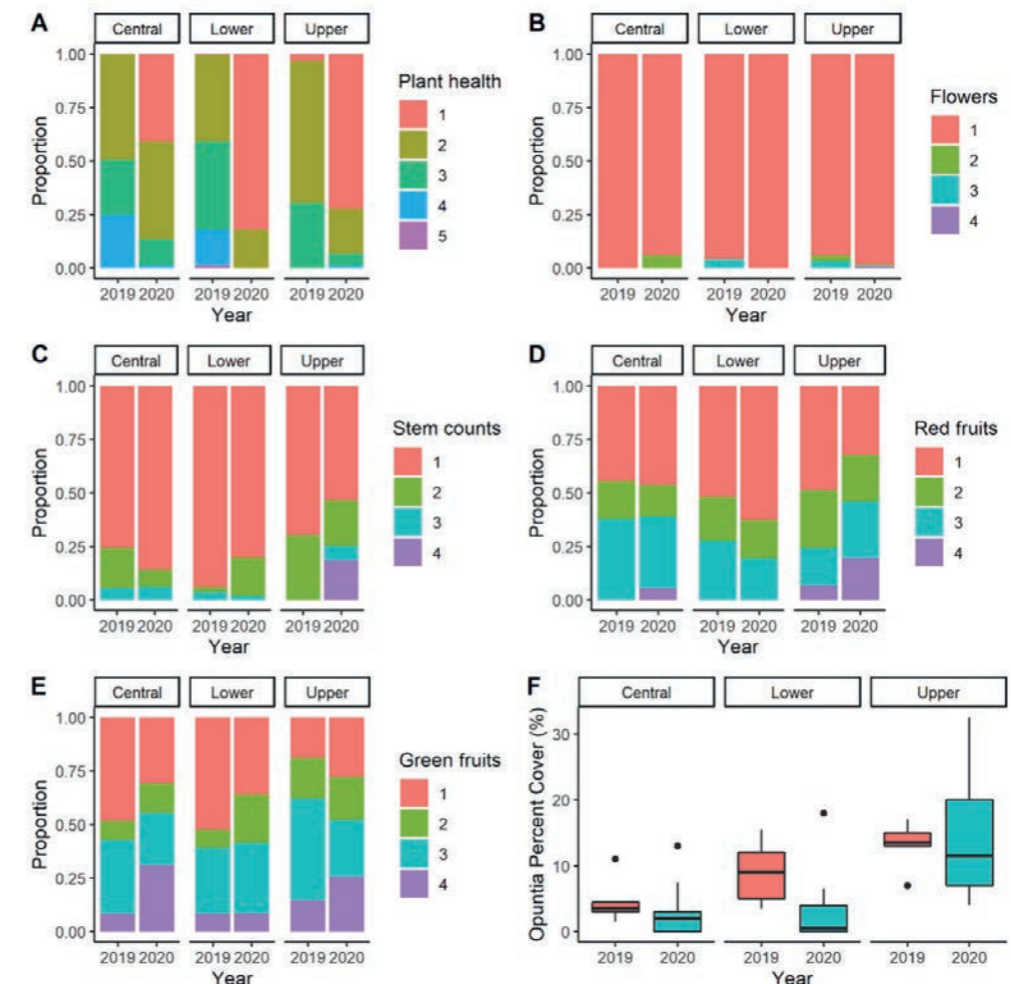 A
Central Lower Upper
1.00
0.75
0.50
0.25
0.00
Proportion
2019 2020 2019 2020 2019 2020
Year
Plant health
1
2
3
4
5
B
Central Lower Upper
1.00
0.75
0.50
0.25
0.00
Proportion
2019 2020 2019 2020 2019 2020
Year
Flowers
1
2
3
4
C
Central Lower Upper
1.00
0.75
0.50
0.25
0.00
Proportion
2019 2020 2019 2020 2019 2020
Year
Stem counts
1
2
3
4
D
Central Lower Upper
1.00
0.75
0.50
0.25
0.00
Proportion
2019 2020 2019 2020 2019 2020
Year
Red fruits
1
2
3
4
E
Central Lower Upper
1.00
0.75
0.50
0.25
0.00
Proportion
2019 2020 2019 2020 2019 2020
Year
Green fruits
1
2
3
4
F
Central Lower Upper
30
20
10
0
Opuntia Percent Cover (%)
2019 2020 2019 2020 2019 2020
Year